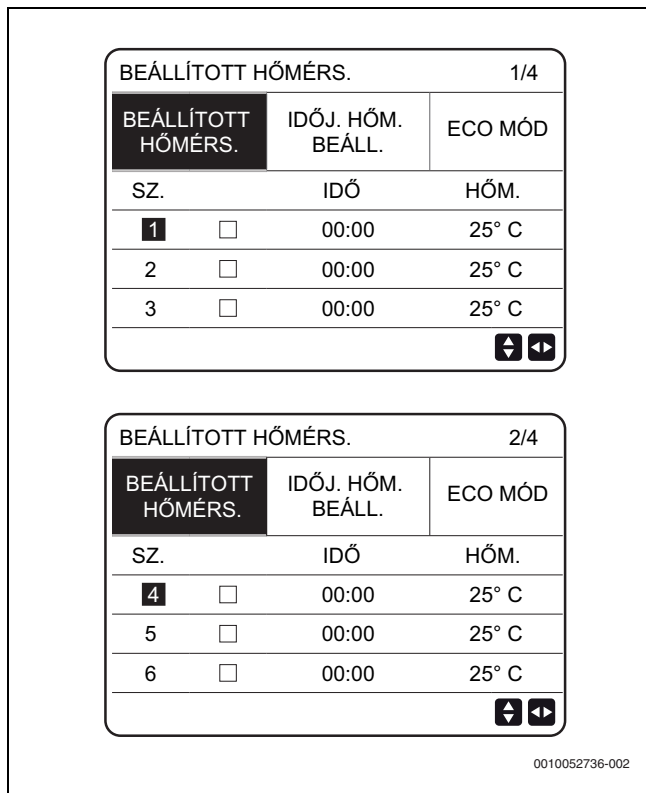 BEÁLLÍTOTT HŐMÉRS. 1/4
BEÁLLÍTOTT HŐMÉRS.
IDŐJ. HŐM. BEÁLL.
ECO MÓD
SZ. IDŐ HŐM.
1 ☐ 00:00 25° C
2 ☐ 00:00 25° C
3 ☐ 00:00 25° C
BEÁLLÍTOTT HŐMÉRS. 2/4
BEÁLLÍTOTT HŐMÉRS.
IDŐJ. HŐM. BEÁLL.
ECO MÓD
SZ. IDŐ HŐM.
4 ☐ 00:00 25° C
5 ☐ 00:00 25° C
6 ☐ 00:00 25° C
0010052736-002